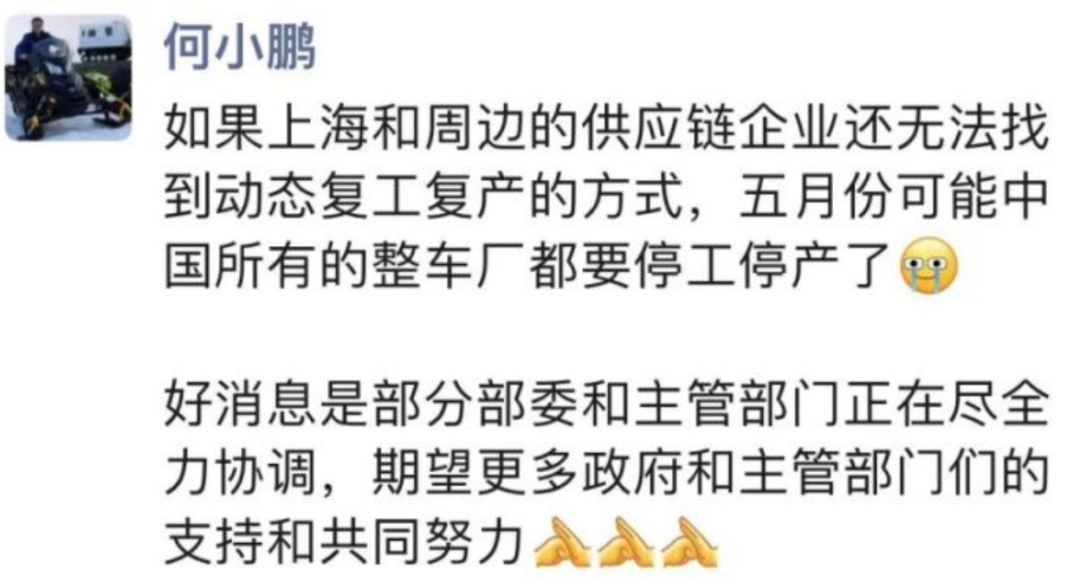 何小鹏
如果上海和周边的供应链企业还无法找
到动态复工复产的方式，五月份可能中
国所有的整车厂都要停工停产了
好消息是部分部委和主管部门正在尽全
力协调，期望更多政府和主管部门们的
支持和共同努力